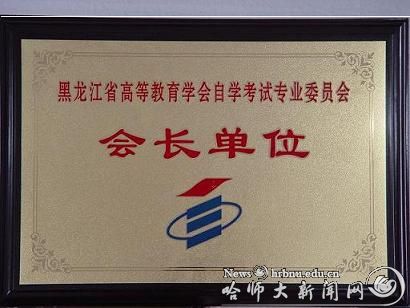 黑龙江省高等教育学会自学考试专业委员会
会长单位
News@hrbnu.edu.cn
哈师大新闻网